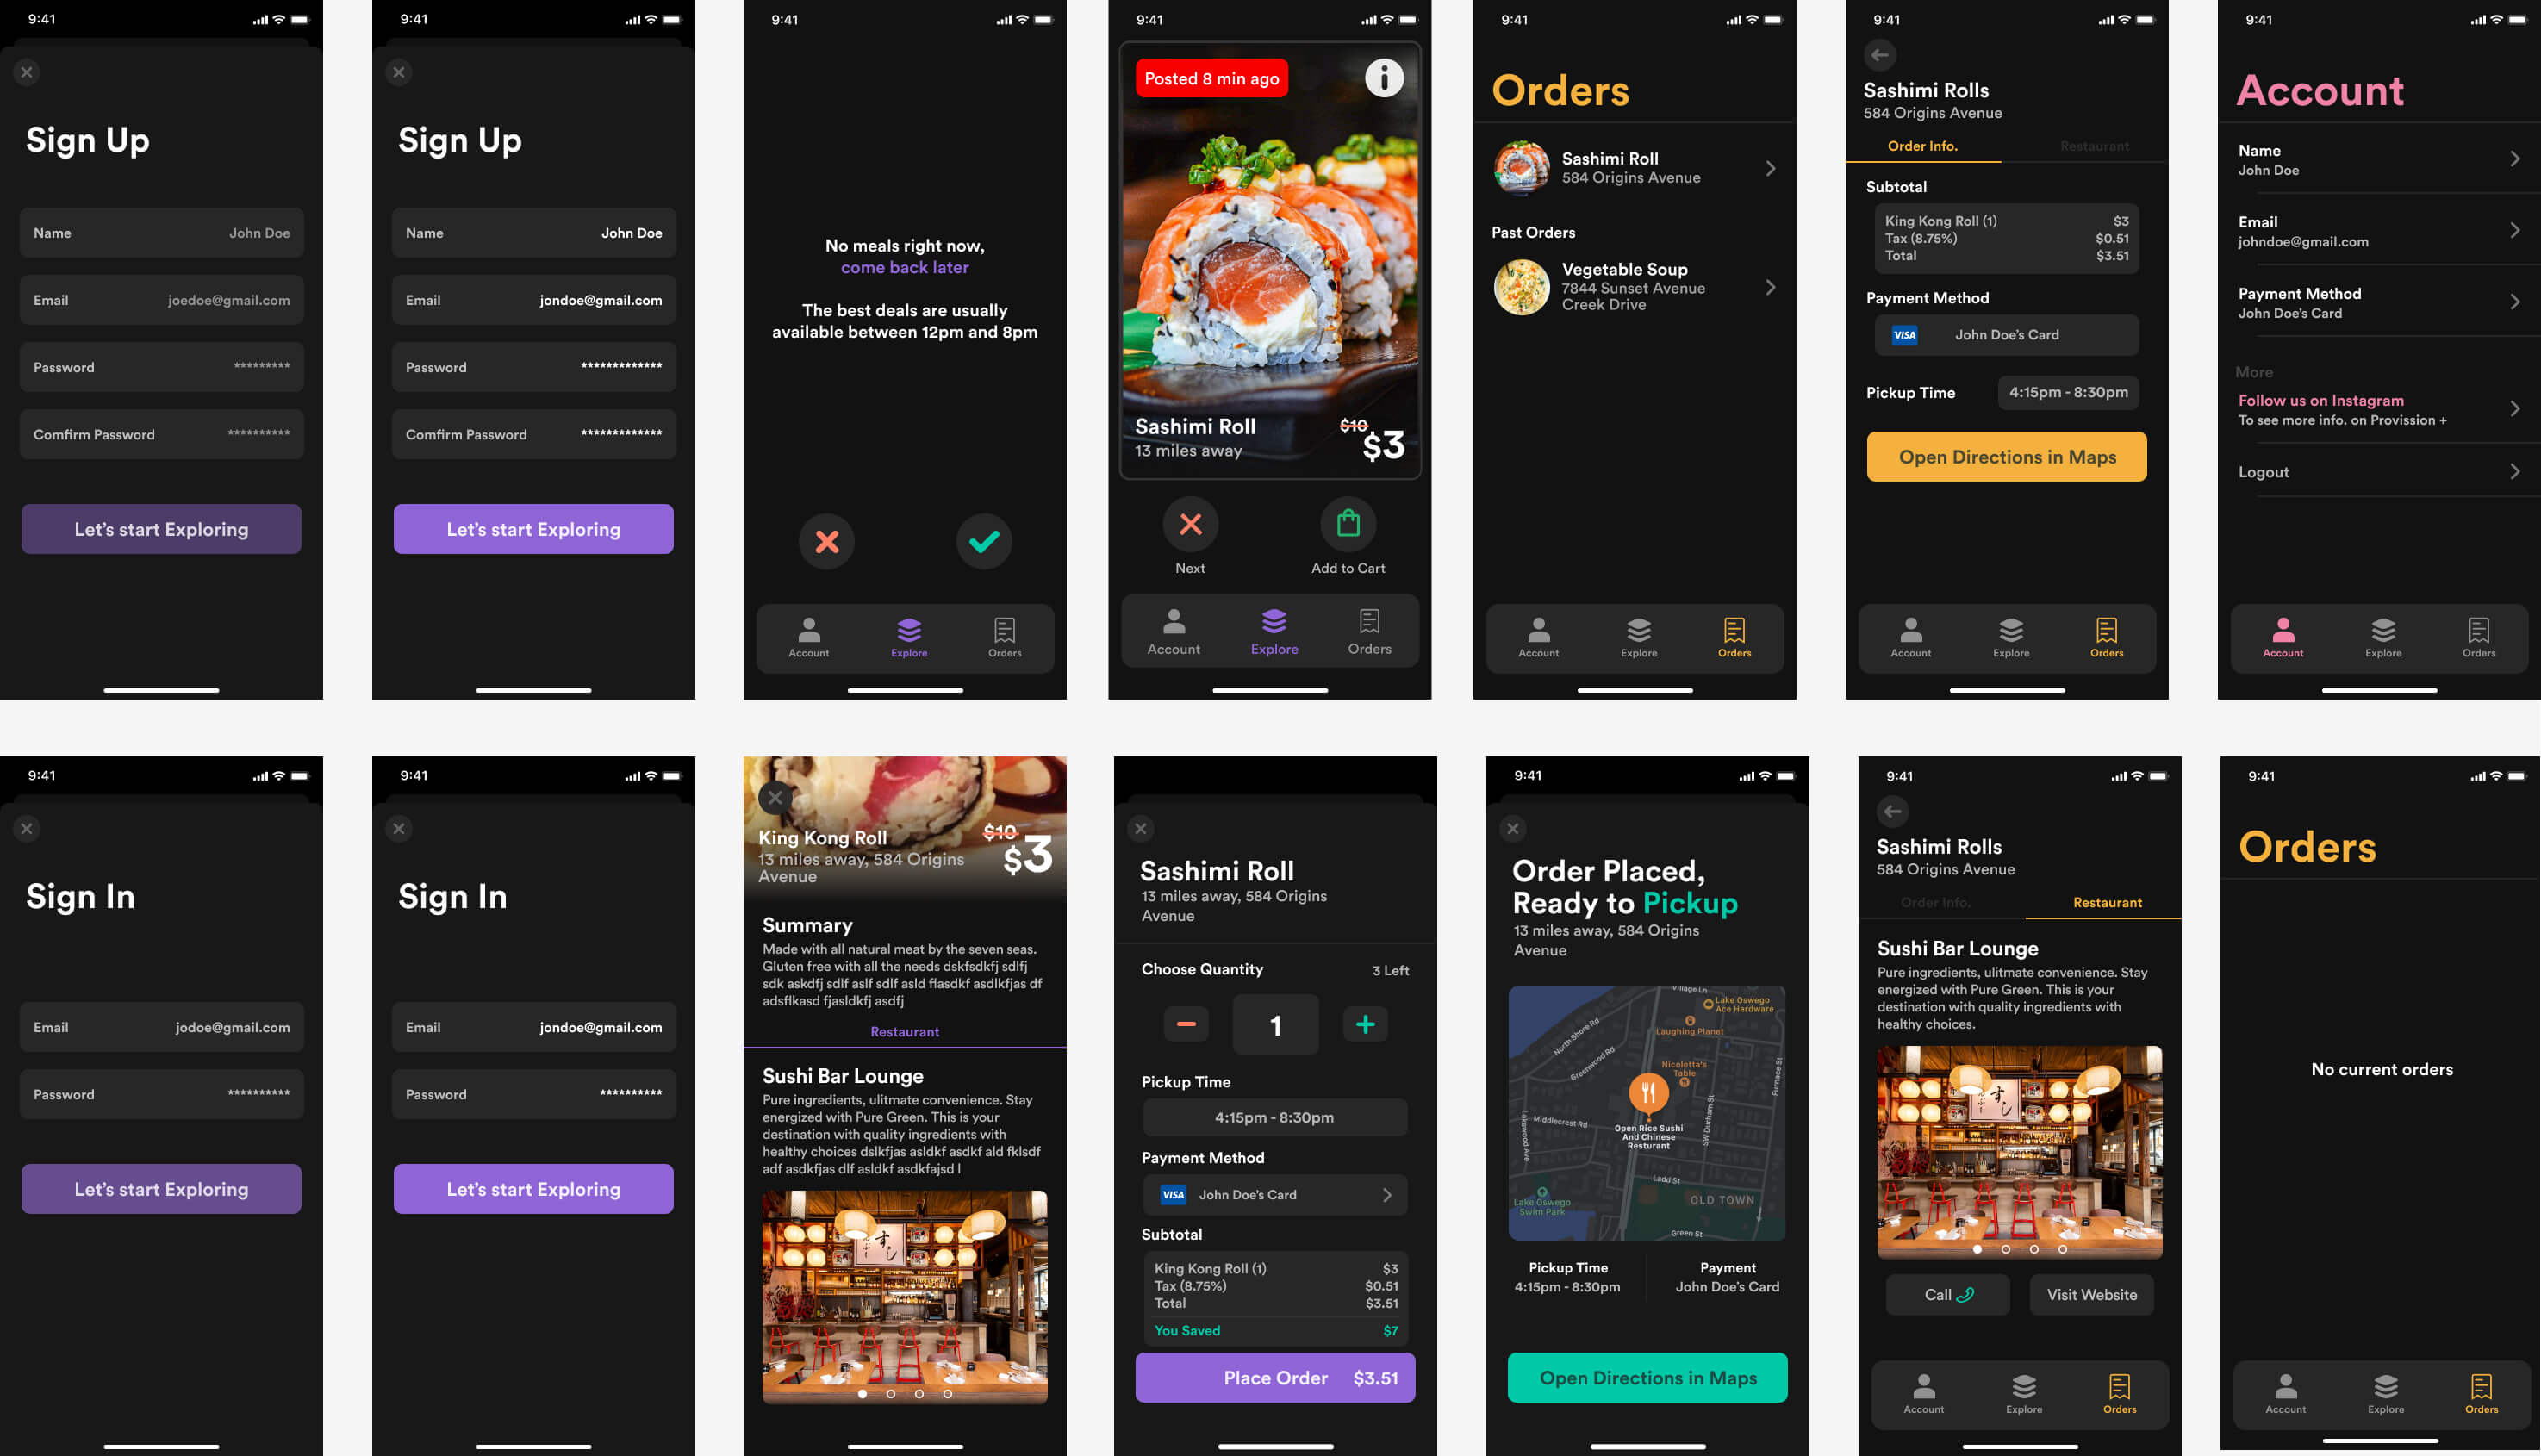 9:41
Sign Up
Name John Doe
Email joedoe@gmail.com
Password *********
Comfirm Password **********
Let's start Exploring
9:41
Sign Up
Name John Doe
Email jondoe@gmail.com
Password *************
Comfirm Password *************
Let's start Exploring
9:41
No meals right now,
come back later
The best deals are usually
available between 12pm and 8pm
Account Explore Orders
9:41
Posted 8 min ago
Sashimi Roll $10
13 miles away $3
Next Add to Cart
Account Explore Orders
9:41
Orders
Sashimi Roll
584 Origins Avenue
Past Orders
Vegetable Soup
7844 Sunset Avenue
Creek Drive
Account Explore Orders
9:41
Sashimi Rolls
584 Origins Avenue
Order Info. Restaurant
Subtotal
King Kong Roll (1) $3
Tax (8.75%) $0.51
Total $3.51
Payment Method
VISA John Doe's Card
Pickup Time 4:15pm - 8:30pm
Open Directions in Maps
Account Explore Orders
9:41
Account
Name
John Doe
Email
johndoe@gmail.com
Payment Method
John Doe's Card
More
Follow us on Instagram
To see more info. on Provission +
Logout
Account Explore Orders
9:41
Sign In
Email jodoe@gmail.com
Password **********
Let's start Exploring
9:41
Sign In
Email jondoe@gmail.com
Password **********
Let's start Exploring
King Kong Roll $10
13 miles away, 584 Origins $3
Avenue
Summary
Made with all natural meat by the seven seas.
Gluten free with all the needs dskfsdkfj sdlfj
sdk askdfj sdlf aslf sdlf asld flasdkf asdlkfjas df
adsflkasd fjasldkfj asdfj
Restaurant
Sushi Bar Lounge
Pure ingredients, ulitmate convenience. Stay
energized with Pure Green. This is your
destination with quality ingredients with
healthy choices dslkfjas asldkf asdkf ald fklsdf
adf asdkfjas dlf asldkf asdkfajsd l
Sashimi Roll
13 miles away, 584 Origins
Avenue
Choose Quantity 3 Left
1
Pickup Time
4:15pm - 8:30pm
Payment Method
VISA John Doe's Card
Subtotal
King Kong Roll (1) $3
Tax (8.75%) $0.51
Total $3.51
You Saved $7
Place Order $3.51
9:41
Order Placed,
Ready to Pickup
13 miles away, 584 Origins
Avenue
Village Ln
Lake Oswego
Ace Hardware
North Shore Rd
Laughing Planet
Greenwood Rd
Nicoletta's
Table
Furnace St
Lakewood Ave
Middlecrest Rd
Open Rice Sushi
And Chinese
Resturant
SW Durham St
Ladd St
Lake Oswego
Swim Park
OLD TOWN
Green St
Pickup Time Payment
4:15pm - 8:30pm John Doe's Card
Open Directions in Maps
9:41
Sashimi Rolls
584 Origins Avenue
Order Info. Restaurant
Sushi Bar Lounge
Pure ingredients, ulitmate convenience. Stay
energized with Pure Green. This is your
destination with quality ingredients with
healthy choices.
Call Visit Website
Account Explore Orders
9:41
Orders
No current orders
Account Explore Orders